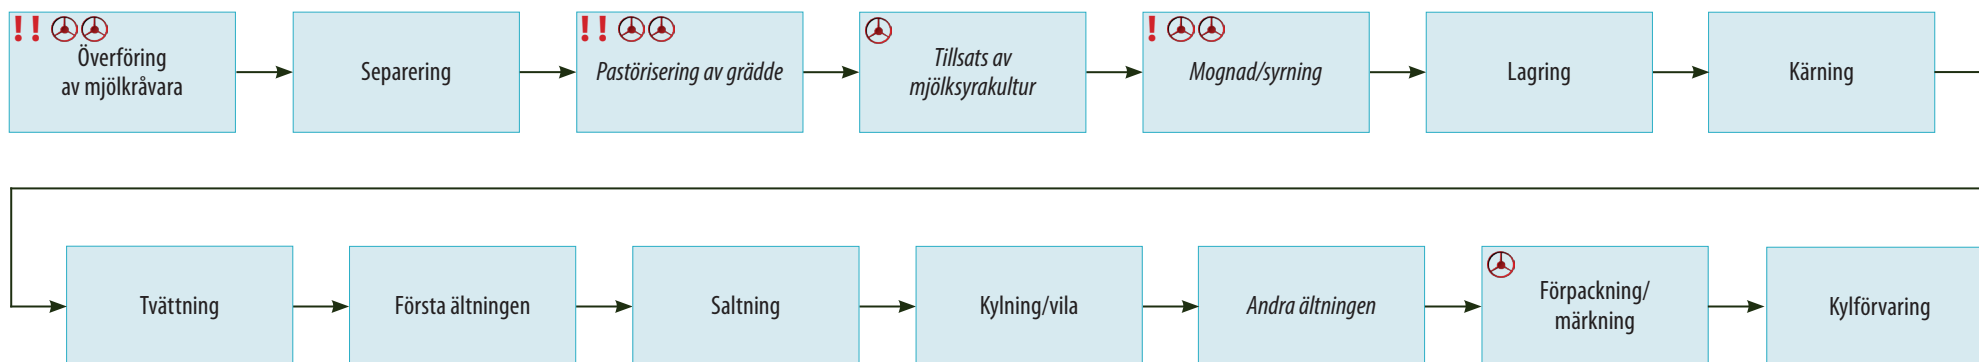 !! Överföring
av mjölkråvara
Separering
!! Pastörisering av grädde
Tillsats av
mjölksyrakultur
! Mognad/syrning
Lagring
Kärning
Tvättning
Första ältningen
Saltning
Kylning/vila
Andra ältningen
Förpackning/
märkning
Kylförvaring